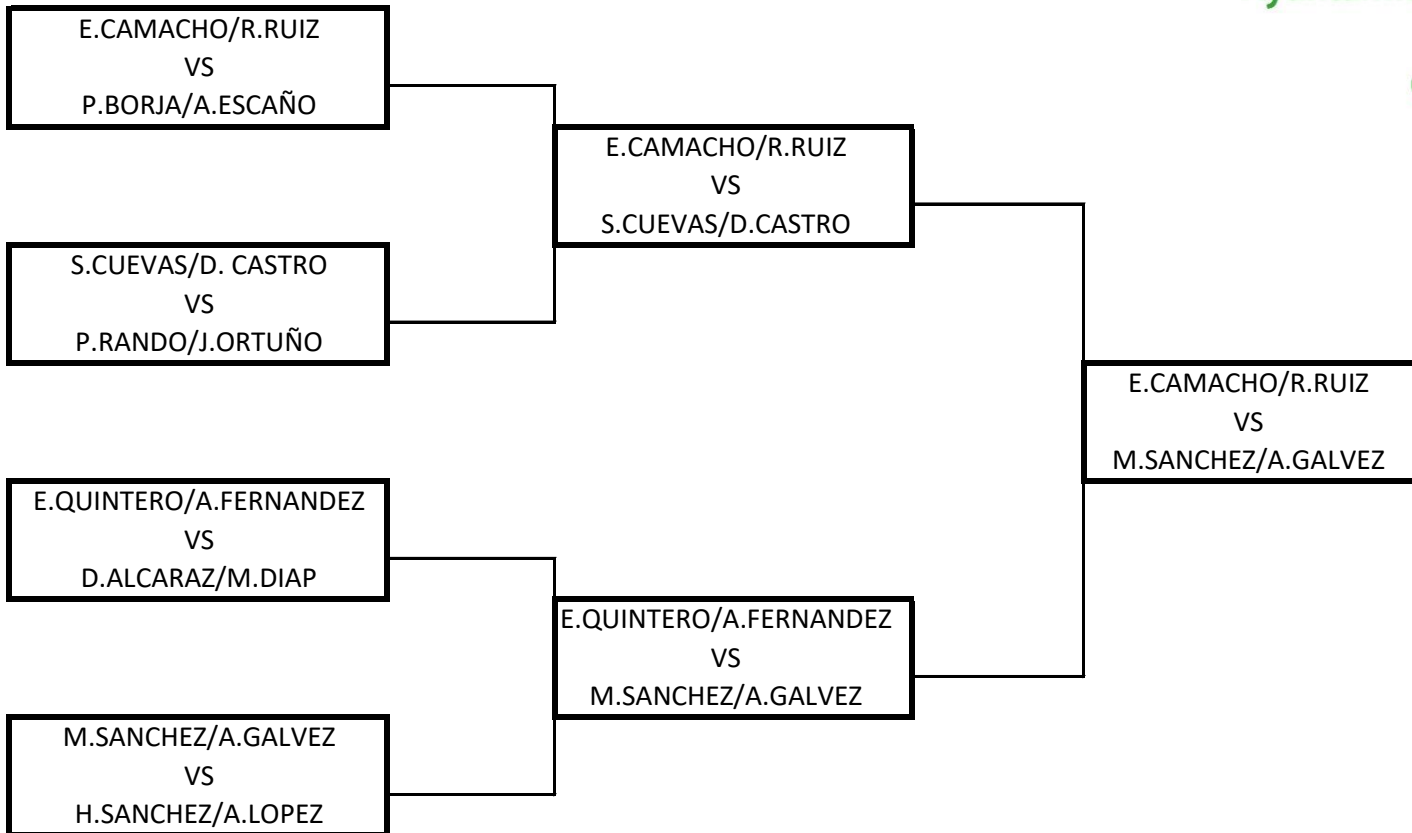 E.CAMACHO/R.RUIZ
VS
P.BORJA/A.ESCAÑO
S.CUEVAS/D. CASTRO
VS
P.RANDO/J.ORTUÑO
E.QUINTERO/A.FERNANDEZ
VS
D.ALCARAZ/M.DIAP
M.SANCHEZ/A.GALVEZ
VS
H.SANCHEZ/A.LOPEZ
E.CAMACHO/R.RUIZ
VS
S.CUEVAS/D.CASTRO
E.QUINTERO/A.FERNANDEZ
VS
M.SANCHEZ/A.GALVEZ
E.CAMACHO/R.RUIZ
VS
M.SANCHEZ/A.GALVEZ